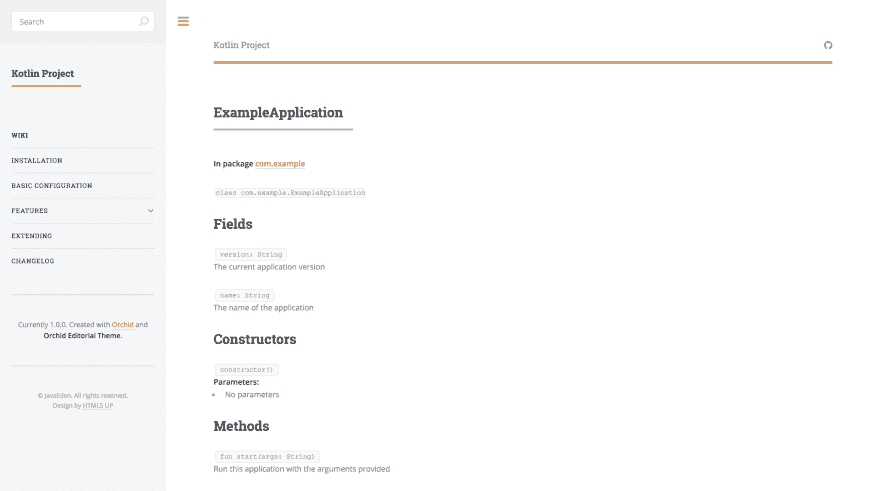 Search
Kotlin Project
WIKI
INSTALLATION
BASIC CONFIGURATION
FEATURES
EXTENDING
CHANGELOG
Currently 1.0.0. Created with Orchid and
Orchid Editorial Theme.
© JavaEden. All rights reserved.
Design by HTML5 UP
Kotlin Project
ExampleApplication
In package com.example
class com.example.ExampleApplication
Fields
version: String
The current application version
name: String
The name of the application
Constructors
constructor()
Parameters:
• No parameters
Methods
fun start(args: String)
Run this application with the arguments provided